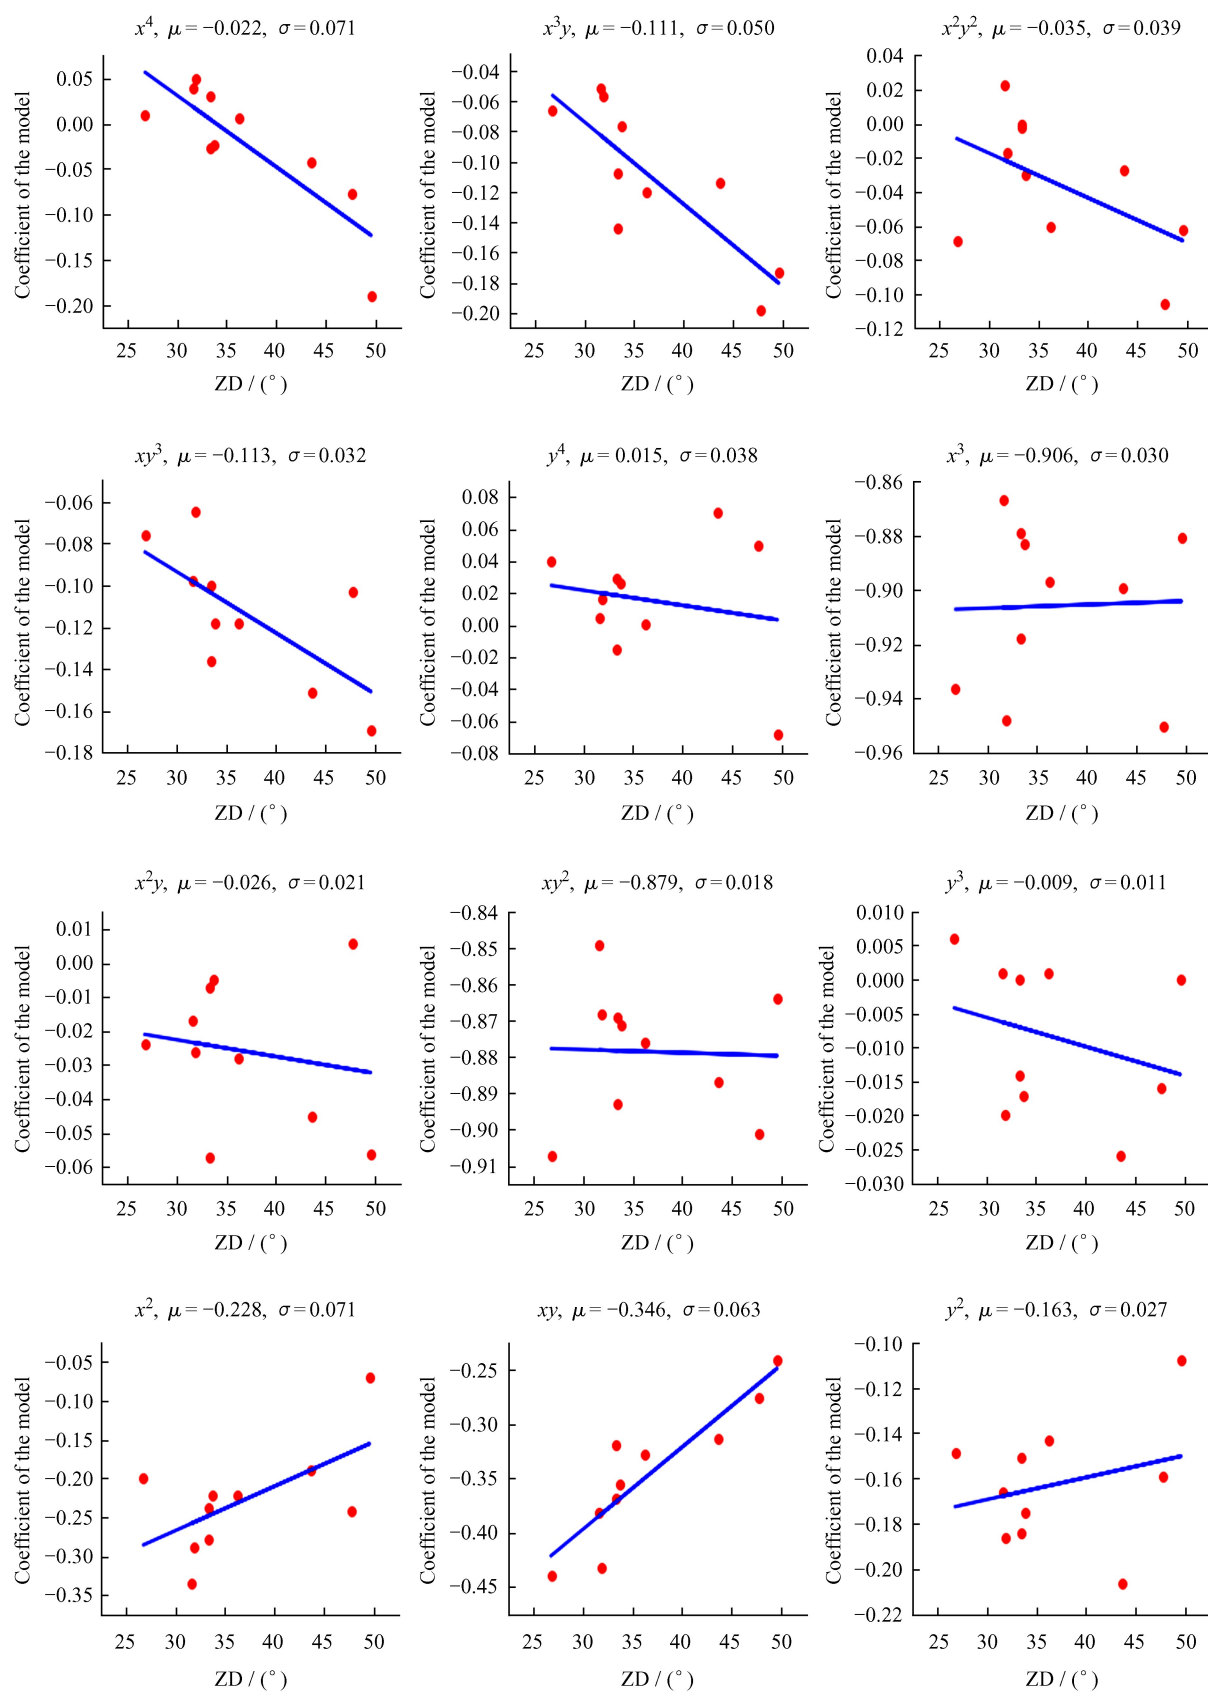 x⁴, μ=−0.022, σ=0.071
Coefficient of the model
0.05
0.00
−0.05
−0.10
−0.15
−0.20
25 30 35 40 45 50
ZD / (°)
x³y, μ=−0.111, σ=0.050
Coefficient of the model
−0.04
−0.06
−0.08
−0.10
−0.12
−0.14
−0.16
−0.18
−0.20
25 30 35 40 45 50
ZD / (°)
x²y², μ=−0.035, σ=0.039
Coefficient of the model
0.04
0.02
0.00
−0.02
−0.04
−0.06
−0.08
−0.10
−0.12
25 30 35 40 45 50
ZD / (°)
xy³, μ=−0.113, σ=0.032
Coefficient of the model
−0.06
−0.08
−0.10
−0.12
−0.14
−0.16
−0.18
25 30 35 40 45 50
ZD / (°)
y⁴, μ=0.015, σ=0.038
Coefficient of the model
0.08
0.06
0.04
0.02
0.00
−0.02
−0.04
−0.06
−0.08
25 30 35 40 45 50
ZD / (°)
x³, μ=−0.906, σ=0.030
Coefficient of the model
−0.86
−0.88
−0.90
−0.92
−0.94
−0.96
25 30 35 40 45 50
ZD / (°)
x²y, μ=−0.026, σ=0.021
Coefficient of the model
0.01
0.00
−0.01
−0.02
−0.03
−0.04
−0.05
−0.06
25 30 35 40 45 50
ZD / (°)
xy², μ=−0.879, σ=0.018
Coefficient of the model
−0.84
−0.85
−0.86
−0.87
−0.88
−0.89
−0.90
−0.91
25 30 35 40 45 50
ZD / (°)
y³, μ=−0.009, σ=0.011
Coefficient of the model
0.010
0.005
0.000
−0.005
−0.010
−0.015
−0.020
−0.025
−0.030
25 30 35 40 45 50
ZD / (°)
x², μ=−0.228, σ=0.071
Coefficient of the model
−0.05
−0.10
−0.15
−0.20
−0.25
−0.30
−0.35
25 30 35 40 45 50
ZD / (°)
xy, μ=−0.346, σ=0.063
Coefficient of the model
−0.25
−0.30
−0.35
−0.40
−0.45
25 30 35 40 45 50
ZD / (°)
y², μ=−0.163, σ=0.027
Coefficient of the model
−0.10
−0.12
−0.14
−0.16
−0.18
−0.20
−0.22
25 30 35 40 45 50
ZD / (°)